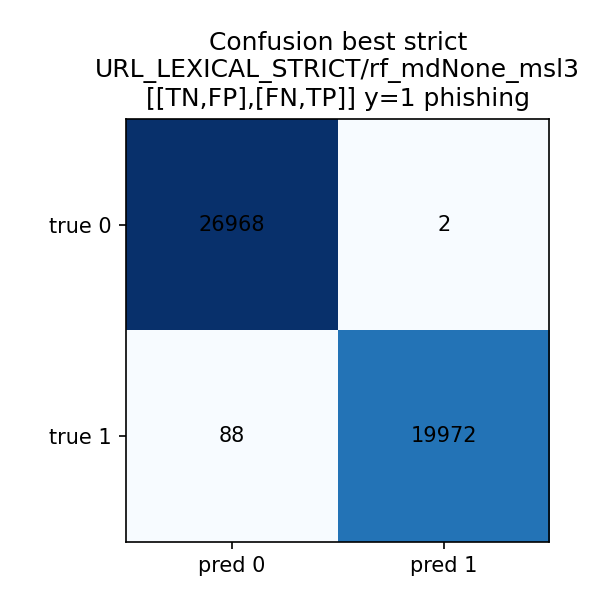 Confusion best strict
URL_LEXICAL_STRICT/rf_mdNone_msl3
[[TN,FP],[FN,TP]] y=1 phishing
true 0
26968
2
true 1
88
19972
pred 0
pred 1